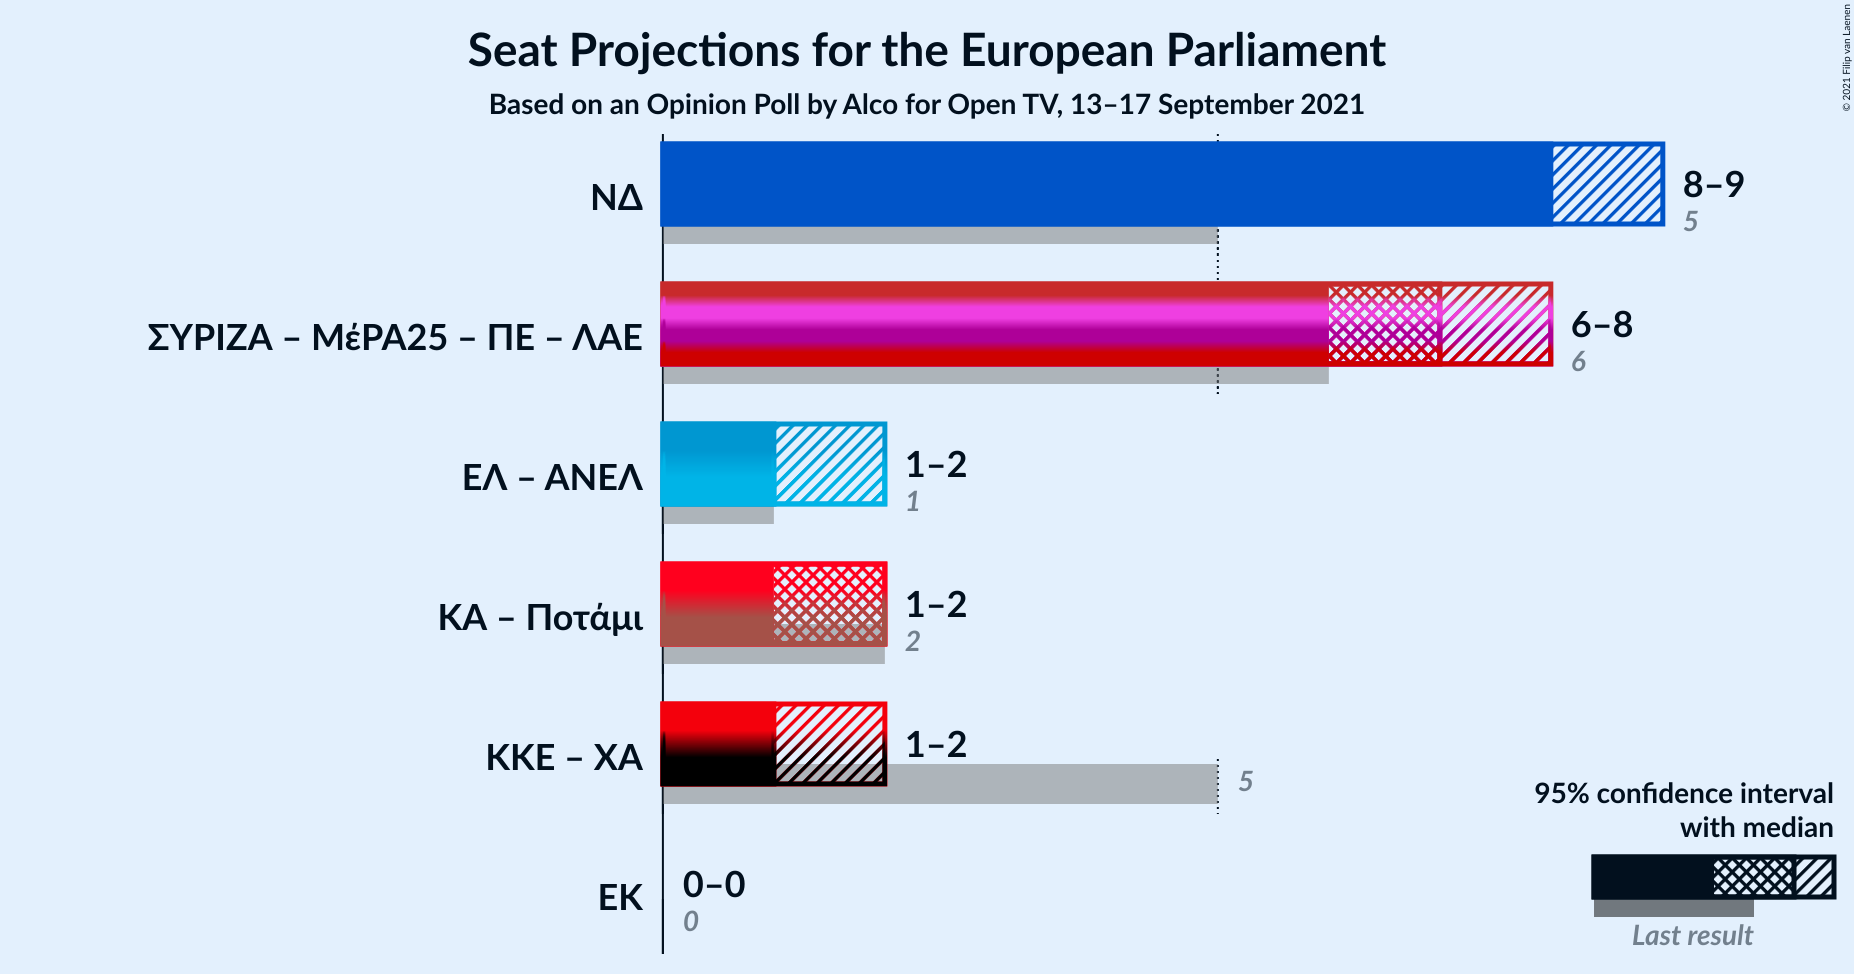 Seat Projections for the European Parliament
Based on an Opinion Poll by Alco for Open TV, 13–17 September 2021
© 2021 Filip van Laenen
ΝΔ
8–9
5
ΣΥΡΙΖΑ – ΜέΡΑ25 – ΠΕ – ΛΑΕ
6–8
6
ΕΛ – ΑΝΕΛ
1–2
1
ΚΑ – Ποτάμι
1–2
2
ΚΚΕ – ΧΑ
1–2
5
ΕΚ
0–0
0
95% confidence interval
with median
Last result